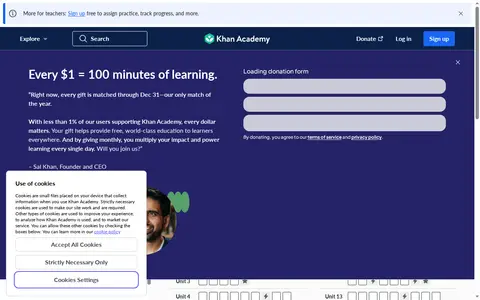 More for teachers: Sign up free to assign practice, track progress, and more.
Explore
Search
Khan Academy
Donate
Log in
Sign up
Every $1 = 100 minutes of learning.
"Right now, every gift is matched through Dec 31—our only match of
the year.
With less than 1% of our users supporting Khan Academy, every dollar
matters. Your gift helps provide free, world-class education to learners
everywhere. And by giving monthly, you multiply your impact and power
learning every single day. Will you join us?"
– Sal Khan, Founder and CEO
Loading donation form
By donating, you agree to our terms of service and privacy policy.
Use of cookies
Cookies are small files placed on your device that collect
information when you use Khan Academy. Strictly necessary
cookies are used to make our site work and are required.
Other types of cookies are used to improve your experience,
to analyze how Khan Academy is used, and to market our
service. You can allow these other cookies by checking the
boxes below. You can learn more in our cookie policy
Accept All Cookies
Strictly Necessary Only
Cookies Settings
Unit 3
Unit 4
Unit 13